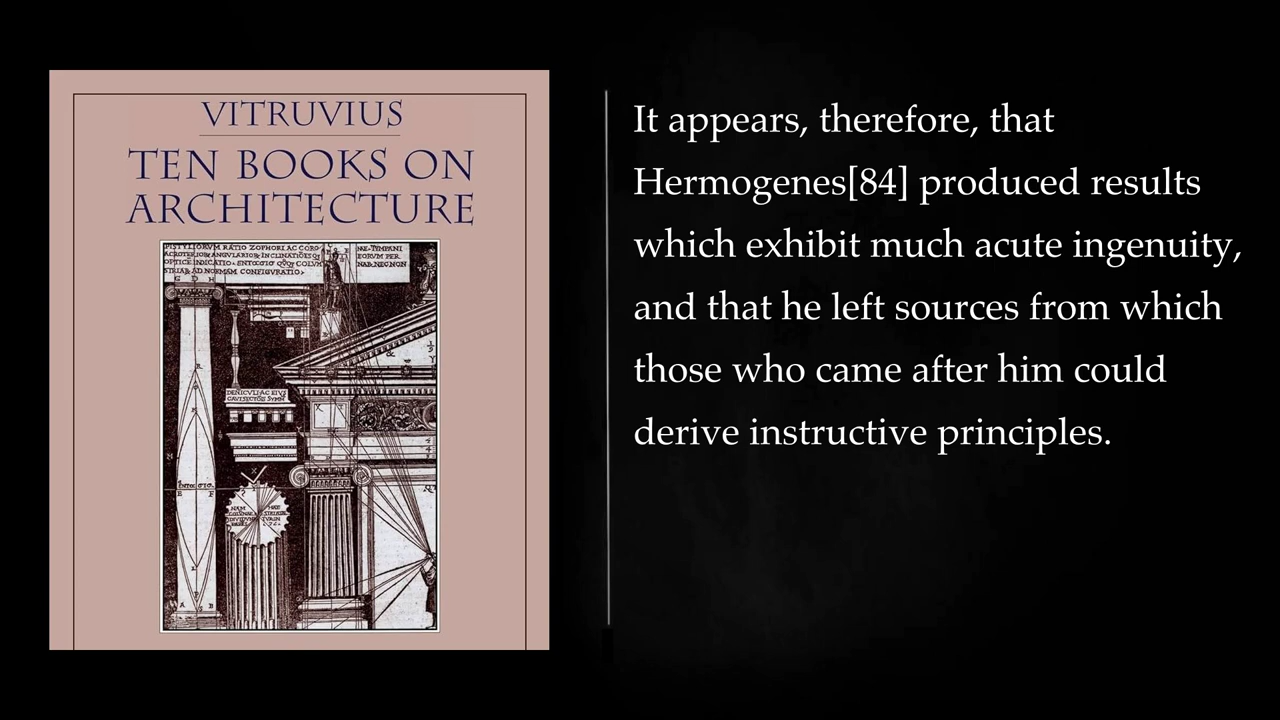 VITRUVIUS
TEN BOOKS ON
ARCHITECTURE
It appears, therefore, that
Hermogenes[84] produced results
which exhibit much acute ingenuity,
and that he left sources from which
those who came after him could
derive instructive principles.